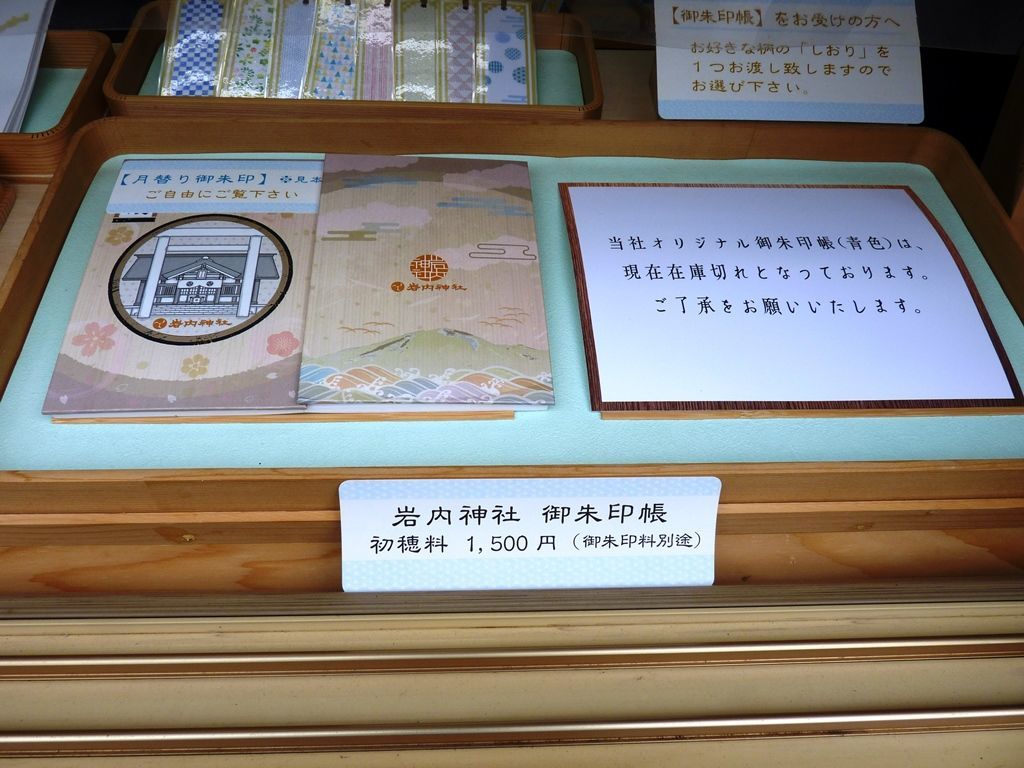 【御朱印帳】をお受けの方へ
お好きな柄の「しおり」を
1つお渡し致しますので
お選び下さい。
【月替り御朱印】※見本
ご自由にご覧下さい
岩内神社
岩内神社
当社オリジナル御朱印帳(青色)は、
現在在庫切れとなっております。
ご了承をお願いいたします。
岩内神社 御朱印帳
初穂料 1,500円（御朱印料別途）